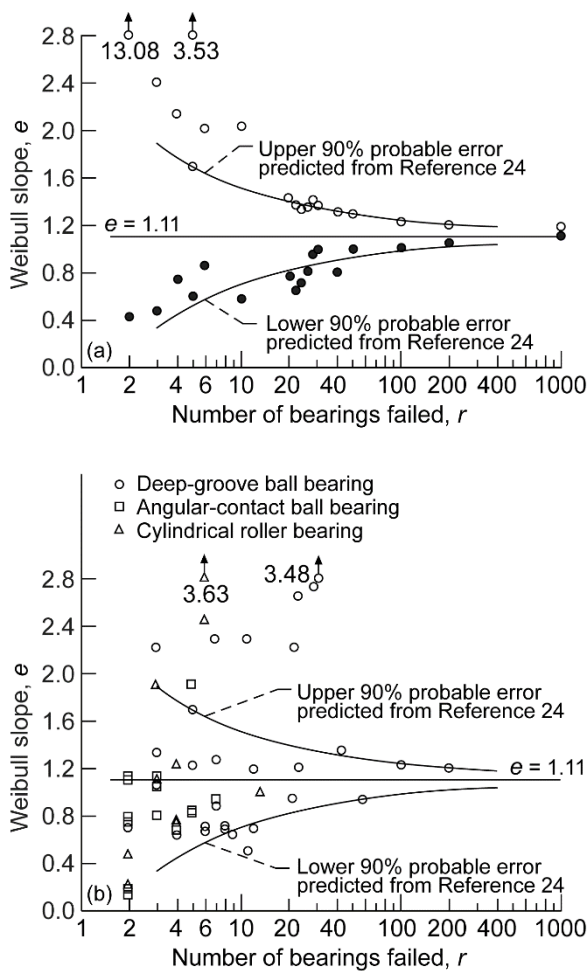 13.08
3.53
2.8
2.4
2.0
1.6
1.2
0.8
0.4
0.0
Weibull slope, e
Upper 90% probable error
predicted from Reference 24
e = 1.11
Lower 90% probable error
predicted from Reference 24
(a)
1 2 4 6 10 20 40 100 200 400 1000
Number of bearings failed, r
Deep-groove ball bearing
Angular-contact ball bearing
Cylindrical roller bearing
3.63
3.48
2.8
2.4
2.0
1.6
1.2
0.8
0.4
0.0
Weibull slope, e
Upper 90% probable error
predicted from Reference 24
e = 1.11
Lower 90% probable error
predicted from Reference 24
(b)
1 2 4 6 10 20 40 100 200 400 1000
Number of bearings failed, r